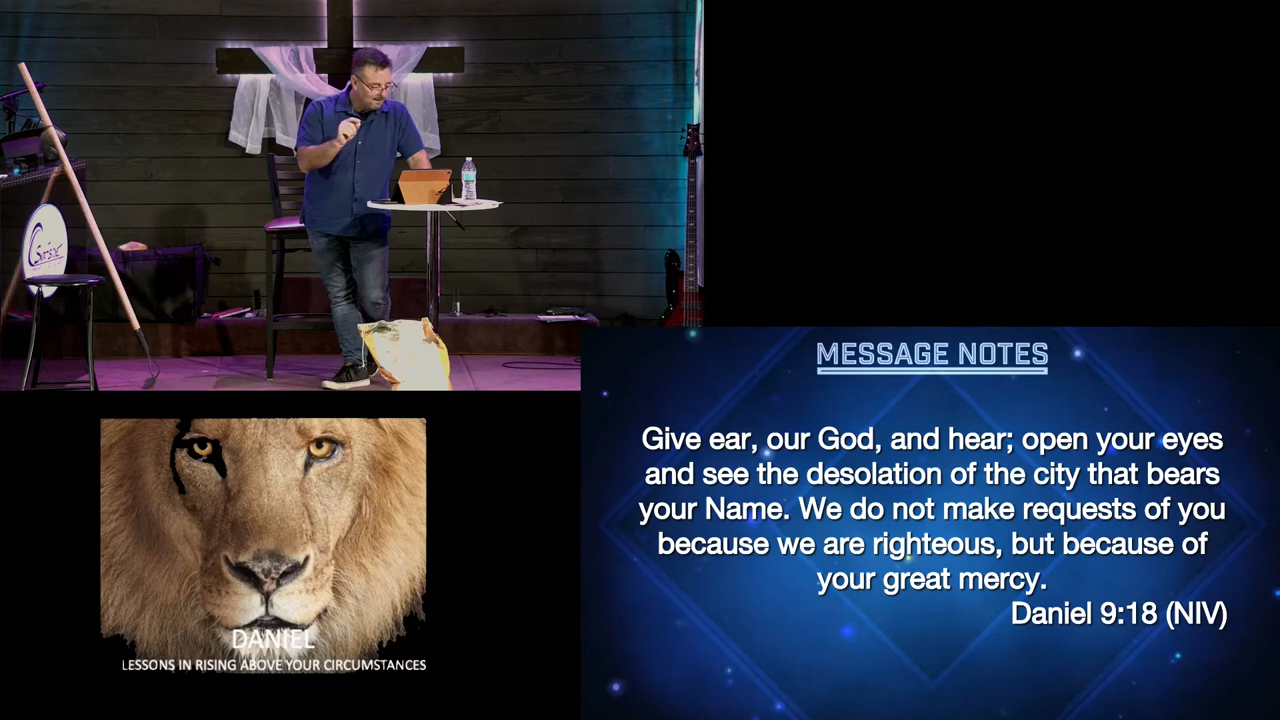 MESSAGE NOTES
Give ear, our God, and hear; open your eyes
and see the desolation of the city that bears
your Name. We do not make requests of you
because we are righteous, but because of
your great mercy.
Daniel 9:18 (NIV)
DANIEL
LESSONS IN RISING ABOVE YOUR CIRCUMSTANCES